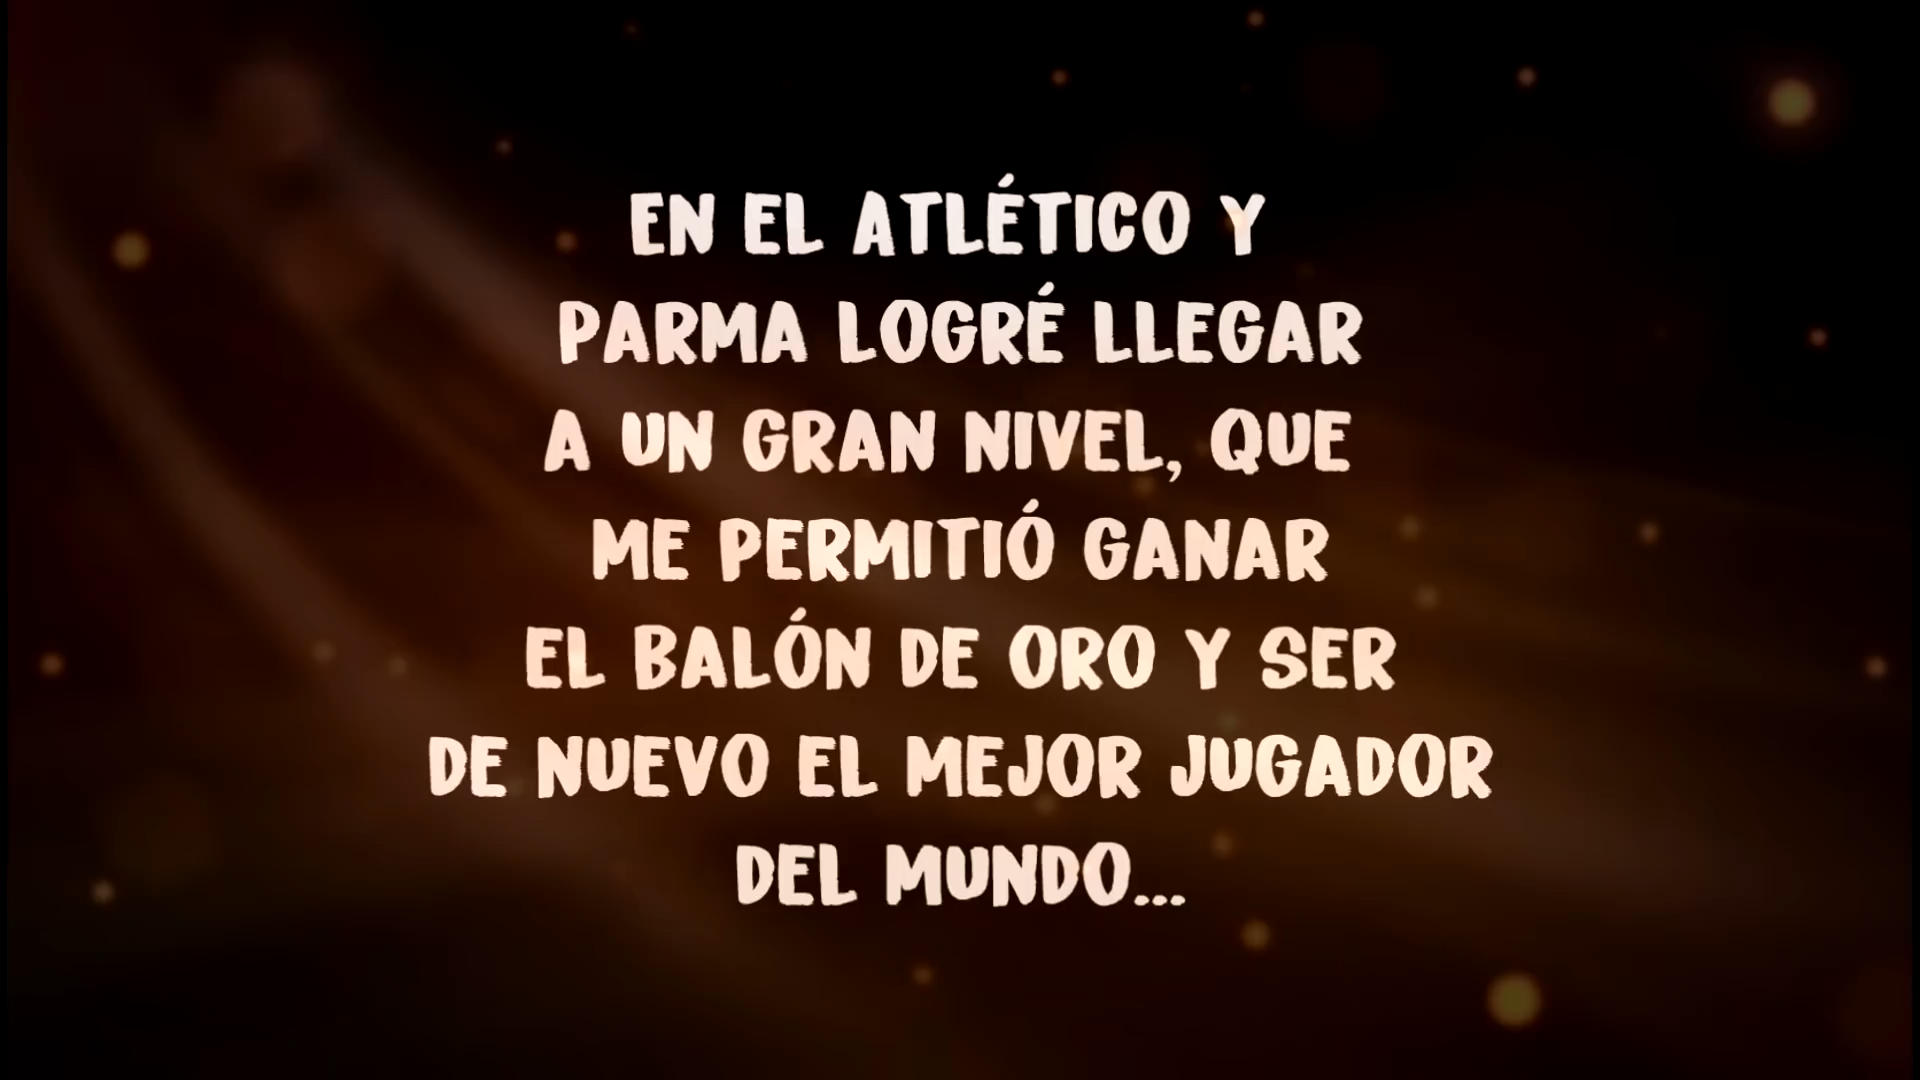 EN EL ATLÉTICO Y
PARMA LOGRÉ LLEGAR
A UN GRAN NIVEL, QUE
ME PERMITIÓ GANAR
EL BALÓN DE ORO Y SER
DE NUEVO EL MEJOR JUGADOR
DEL MUNDO...